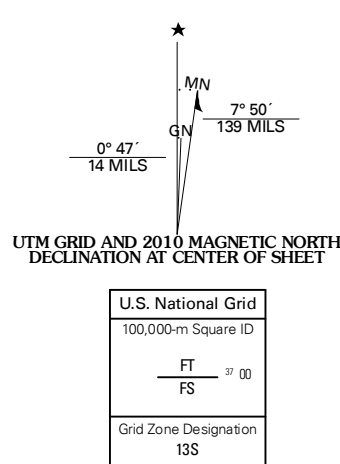 ★
MN
7° 50´
139 MILS
GN
0° 47´
14 MILS
UTM GRID AND 2010 MAGNETIC NORTH
DECLINATION AT CENTER OF SHEET
U.S. National Grid
100,000-m Square ID
FT
37 00
FS
Grid Zone Designation
13S